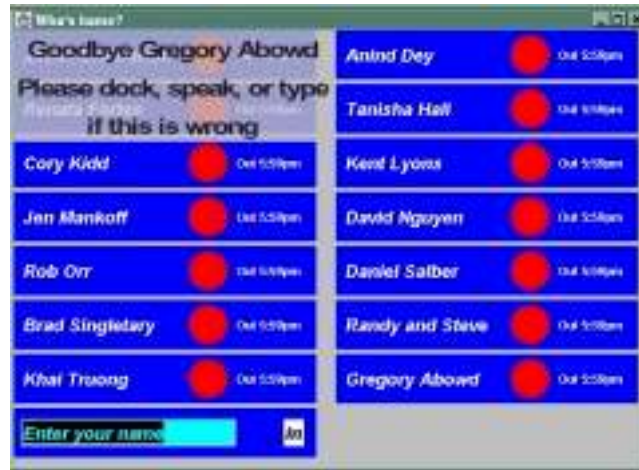 Who's home?
Goodbye Gregory Abowd
Please dock, speak, or type
if this is wrong
Cory Kidd Out 5:59pm
Jen Mankoff Out 5:59pm
Rob Orr Out 5:59pm
Brad Singletary Out 5:59pm
Khai Truong Out 5:59pm
Enter your name In
Anind Dey Out 5:59pm
Tanisha Hall Out 5:59pm
Kent Lyons Out 5:59pm
David Nguyen Out 5:59pm
Daniel Salber Out 5:59pm
Randy and Steve Out 5:59pm
Gregory Abowd Out 5:59pm